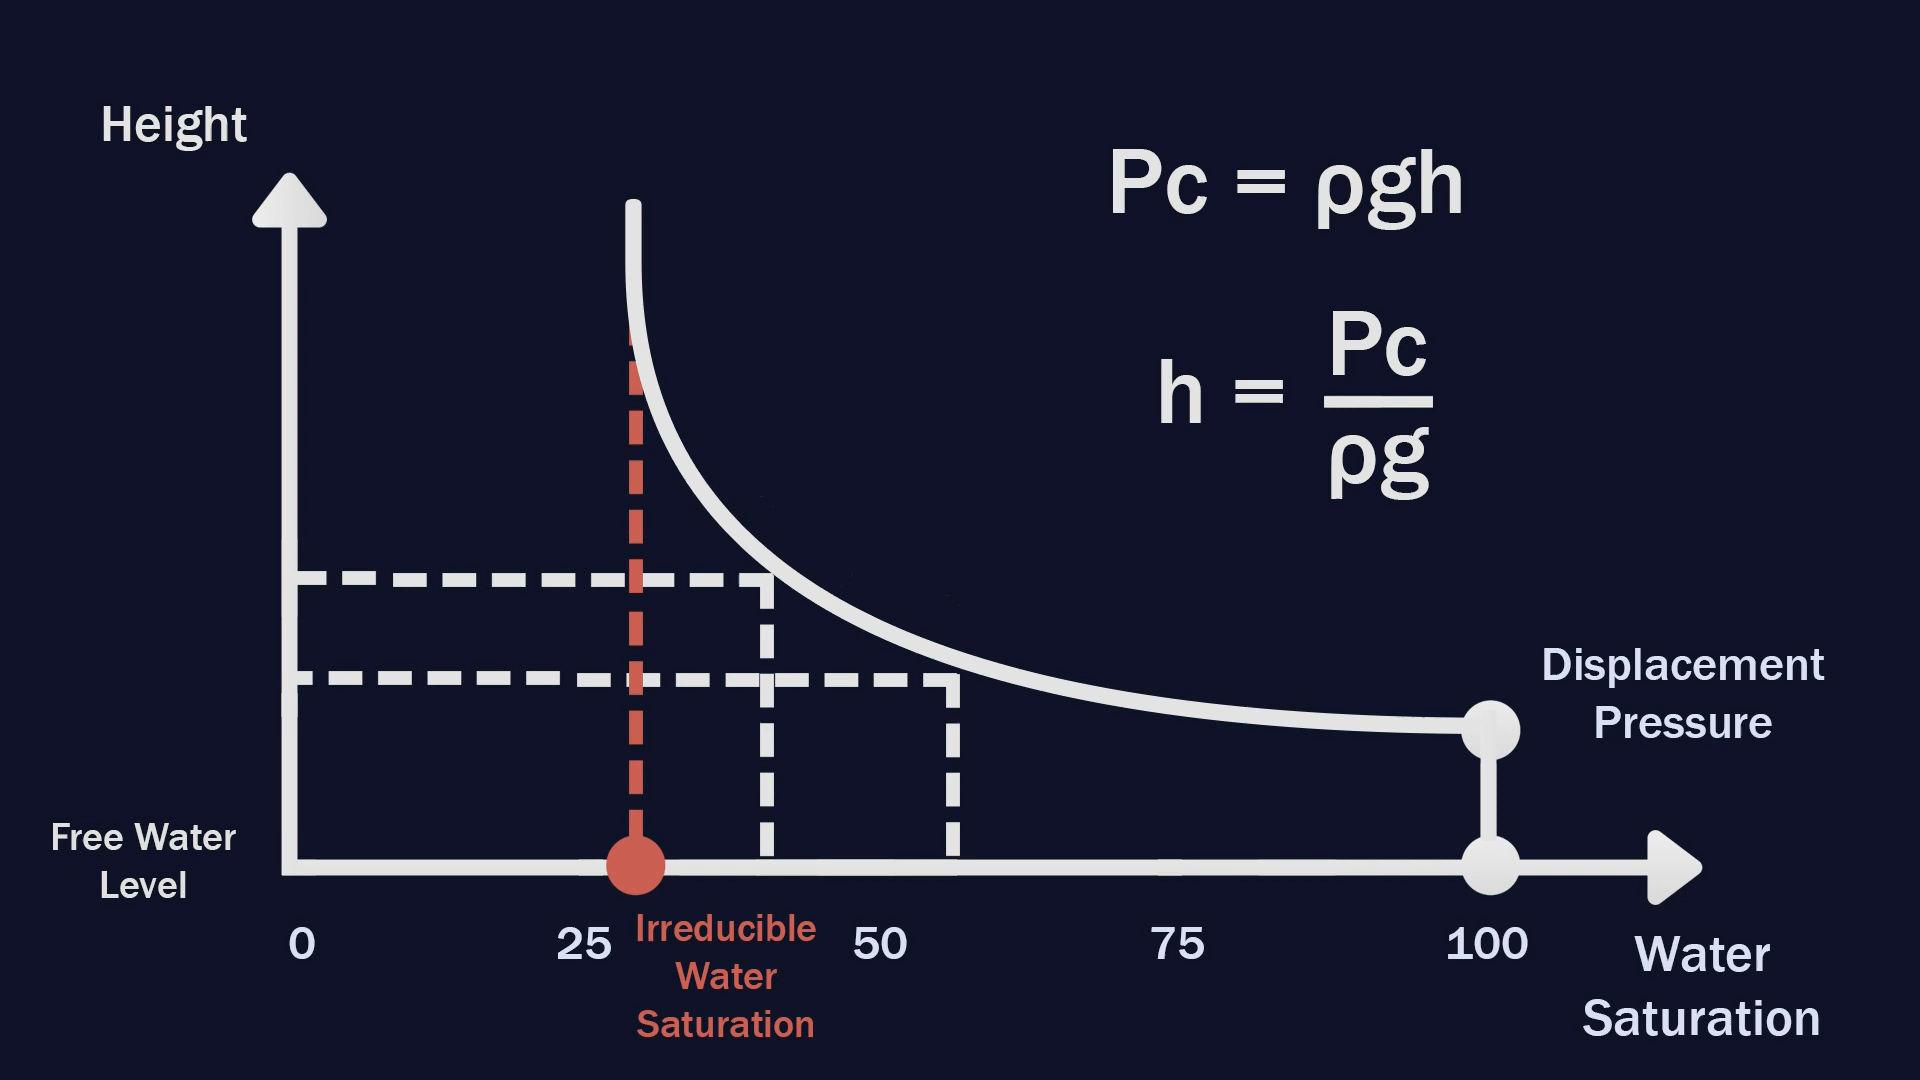 Height
Pc = ρgh
h = Pc
ρg
Displacement
Pressure
Free Water
Level
0 25 50 75 100
Irreducible
Water
Saturation
Water
Saturation